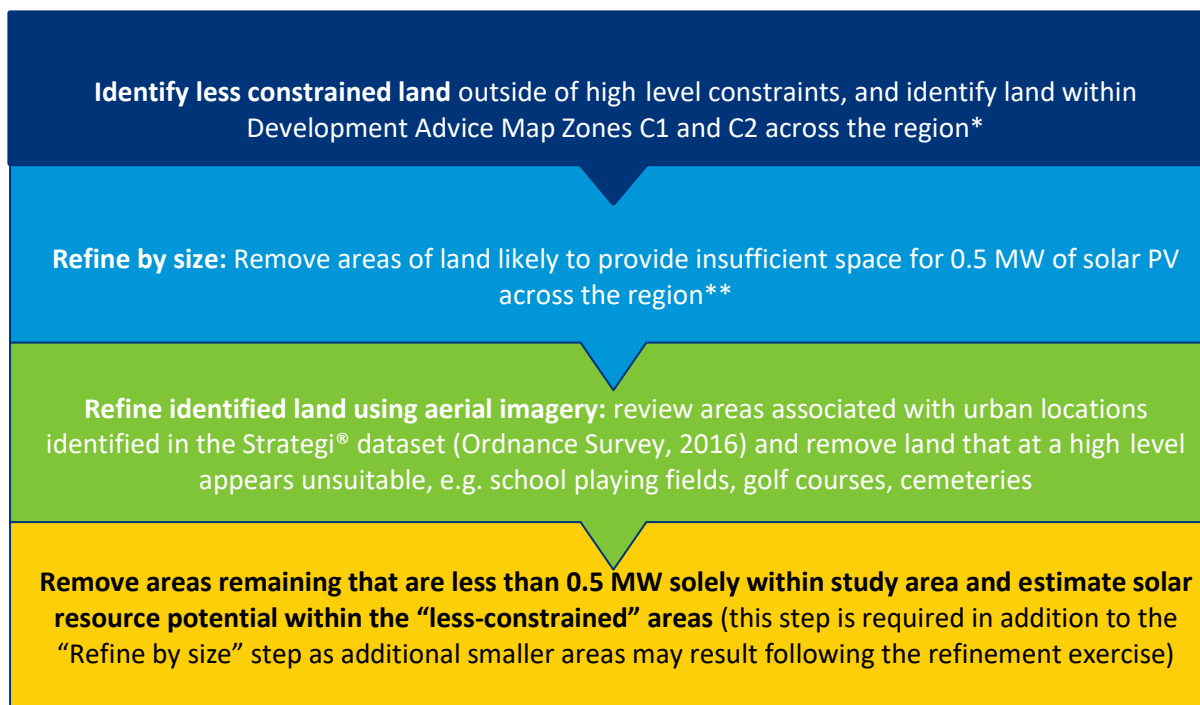 Identify less constrained land outside of high level constraints, and identify land within
Development Advice Map Zones C1 and C2 across the region*
Refine by size: Remove areas of land likely to provide insufficient space for 0.5 MW of solar PV
across the region**
Refine identified land using aerial imagery: review areas associated with urban locations
identified in the Strategi® dataset (Ordnance Survey, 2016) and remove land that at a high level
appears unsuitable, e.g. school playing fields, golf courses, cemeteries
Remove areas remaining that are less than 0.5 MW solely within study area and estimate solar
resource potential within the “less-constrained” areas (this step is required in addition to the
“Refine by size” step as additional smaller areas may result following the refinement exercise)